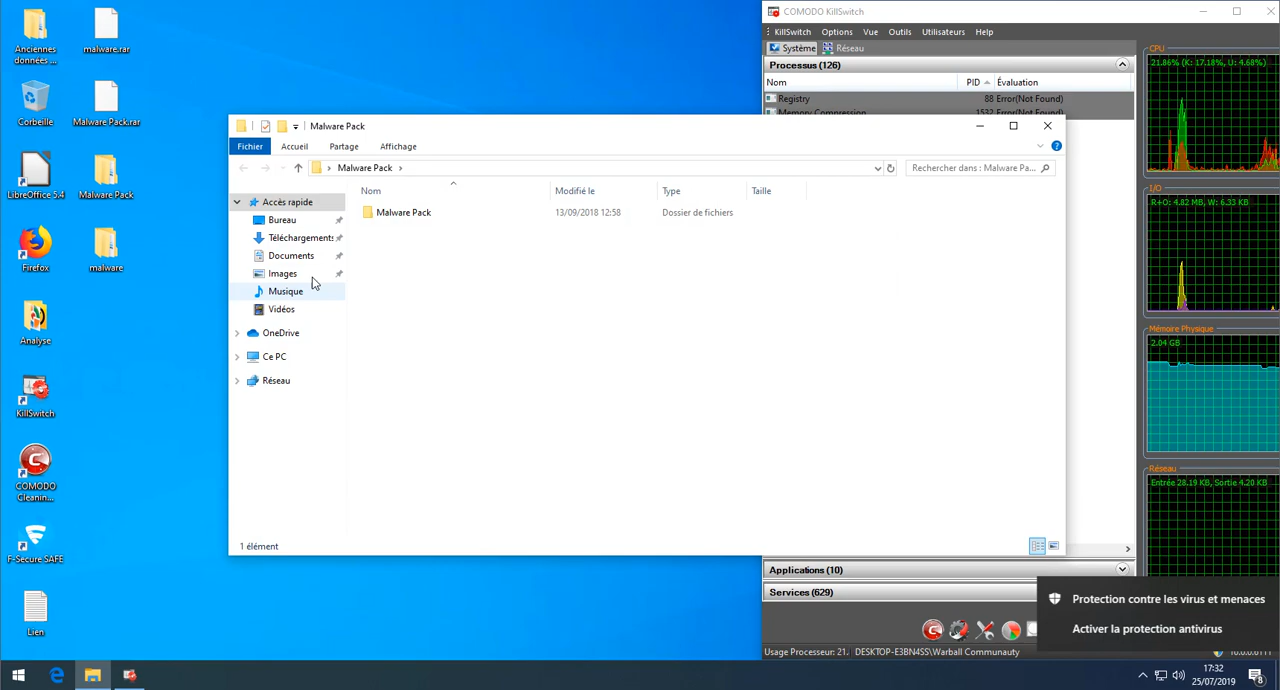 Anciennes
données ...
malware.rar
Corbeille
Malware Pack.rar
LibreOffice 5.4
Malware Pack
Firefox
malware
Analyse
KillSwitch
COMODO
Cleanin...
F-Secure SAFE
Lien
Malware Pack
Fichier
Accueil
Partage
Affichage
Malware Pack
Rechercher dans : Malware Pa...
Nom
Modifié le
Type
Taille
Accès rapide
Bureau
Téléchargements
Documents
Images
Musique
Vidéos
OneDrive
Ce PC
Réseau
Malware Pack
13/09/2018 12:58
Dossier de fichiers
1 élément
COMODO KillSwitch
KillSwitch
Options
Vue
Outils
Utilisateurs
Help
Système
Réseau
Processus (126)
Nom
PID
Évaluation
Registry
88
Error(Not Found)
Memory Compression
1532
Error(Not Found)
Applications (10)
Services (629)
CPU
21.86% (K: 17.18%, U: 4.68%)
I/O
R+O: 4.82 MB, W: 6.33 KB
Mémoire Physique
2.04 GB
Réseau
Entrée 28.19 KB, Sortie 4.20 KB
Protection contre les virus et menaces
Activer la protection antivirus
Usage Processeur: 21.
DESKTOP-E3BN4SS\Warball Communauty
17:32
25/07/2019
8